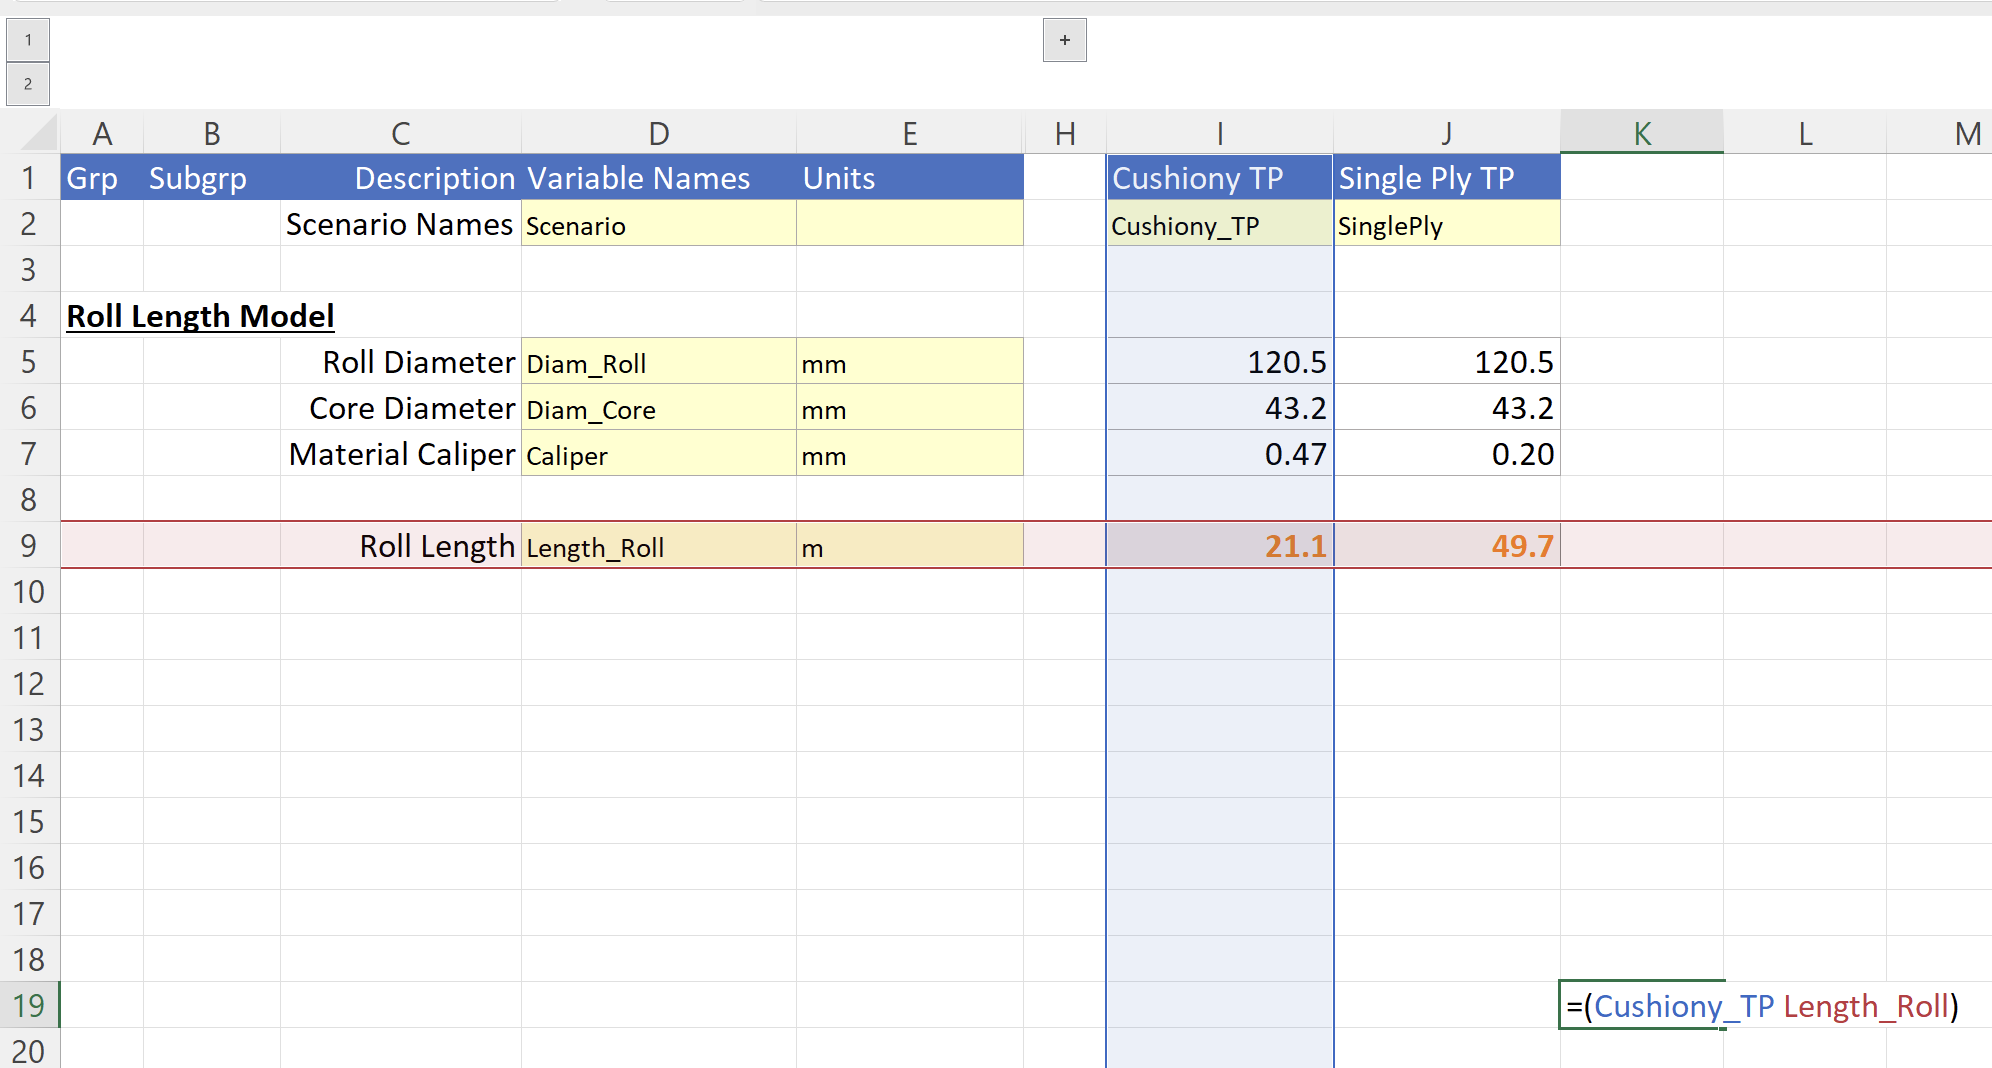 1
+
2
A B C D E H I J K L M
1 Grp Subgrp Description Variable Names Units Cushiony TP Single Ply TP
2 Scenario Names Scenario Cushiony_TP SinglePly
3
4 Roll Length Model
5 Roll Diameter Diam_Roll mm 120.5 120.5
6 Core Diameter Diam_Core mm 43.2 43.2
7 Material Caliper Caliper mm 0.47 0.20
8
9 Roll Length Length_Roll m 21.1 49.7
10
11
12
13
14
15
16
17
18
19 =(Cushiony_TP Length_Roll)
20